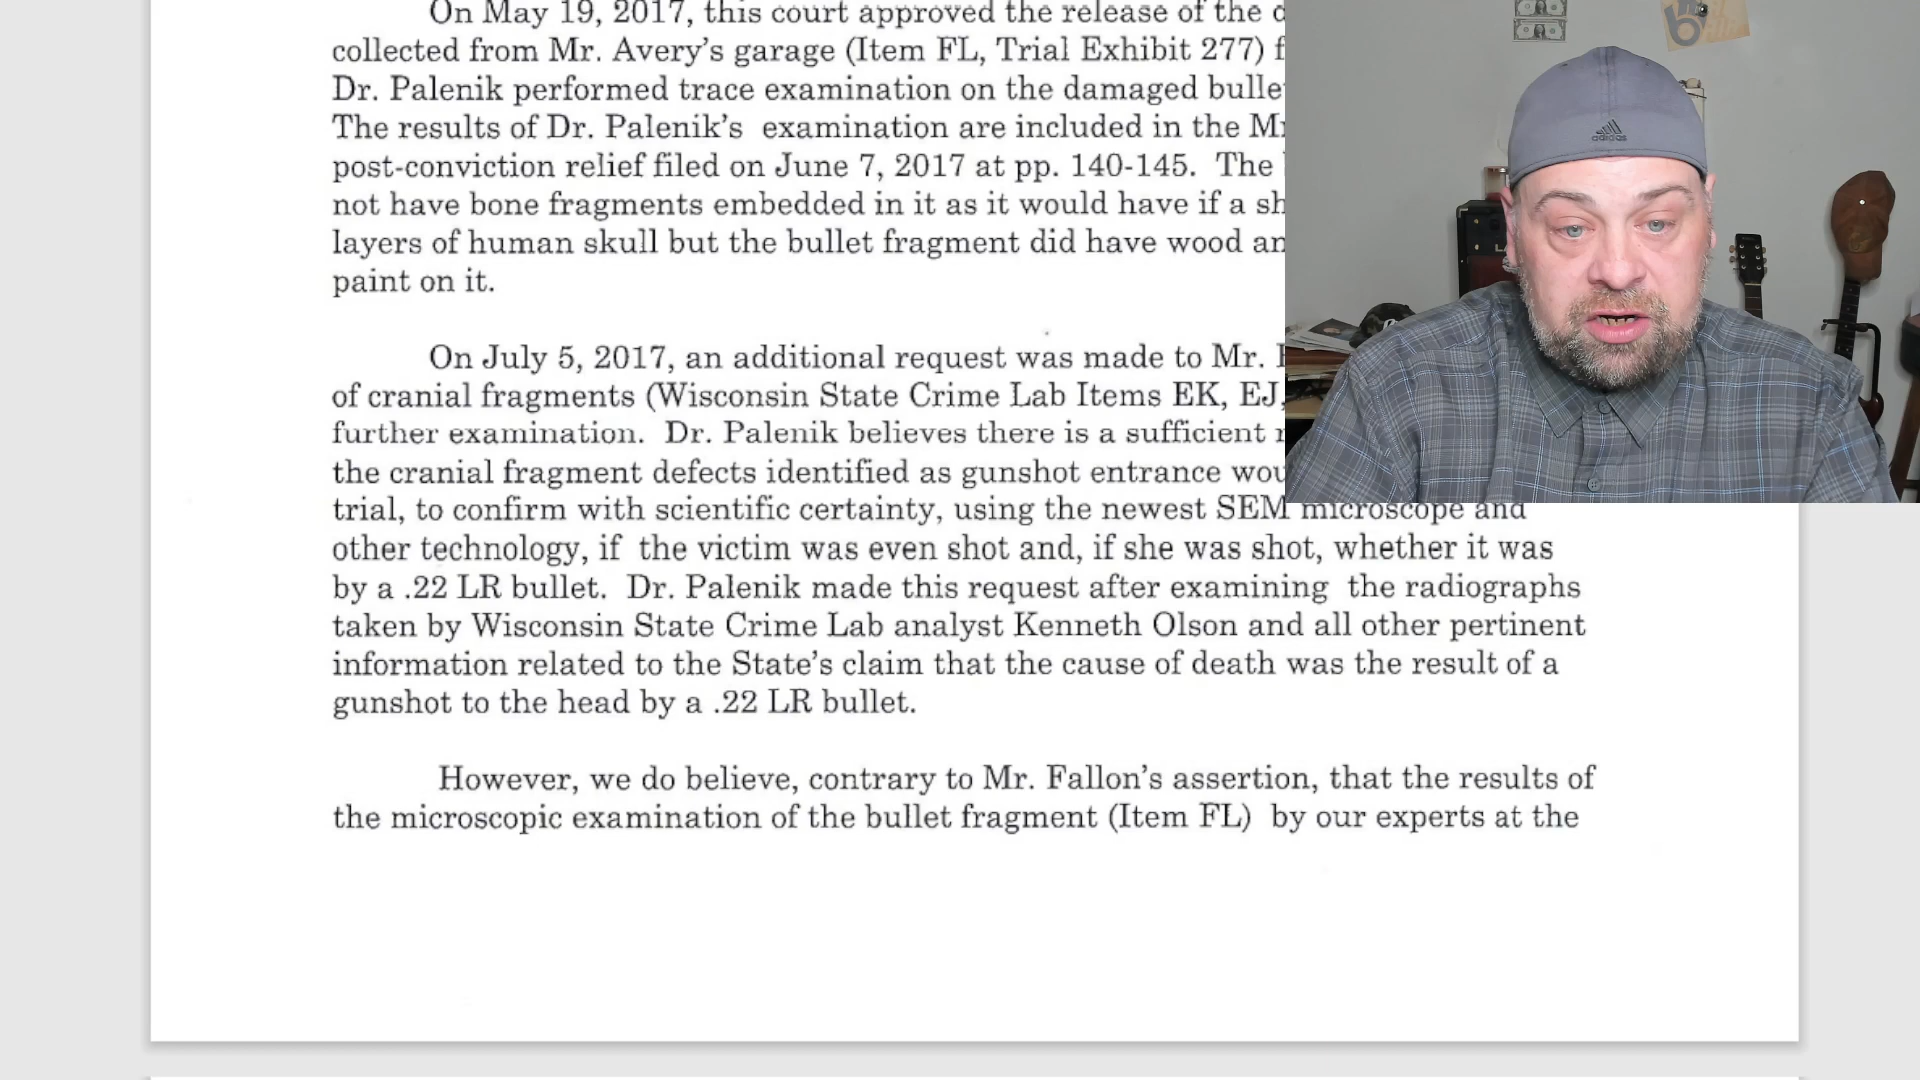 On May 19, 2017, this court approved the release of the
collected from Mr. Avery's garage (Item FL, Trial Exhibit 277)
Dr. Palenik performed trace examination on the damaged
The results of Dr. Palenik's examination are included in the
post-conviction relief filed on June 7, 2017 at pp. 140-145. The
not have bone fragments embedded in it as it would have if a
layers of human skull but the bullet fragment did have wood
paint on it.
On July 5, 2017, an additional request was made to Mr.
of cranial fragments (Wisconsin State Crime Lab Items EK, EJ,
further examination. Dr. Palenik believes there is a sufficient
the cranial fragment defects identified as gunshot entrance
trial, to confirm with scientific certainty, using the newest SEM microscope and
other technology, if the victim was even shot and, if she was shot, whether it was
by a .22 LR bullet. Dr. Palenik made this request after examining the radiographs
taken by Wisconsin State Crime Lab analyst Kenneth Olson and all other pertinent
information related to the State's claim that the cause of death was the result of a
gunshot to the head by a .22 LR bullet.
However, we do believe, contrary to Mr. Fallon's assertion, that the results of
the microscopic examination of the bullet fragment (Item FL) by our experts at the
adidas